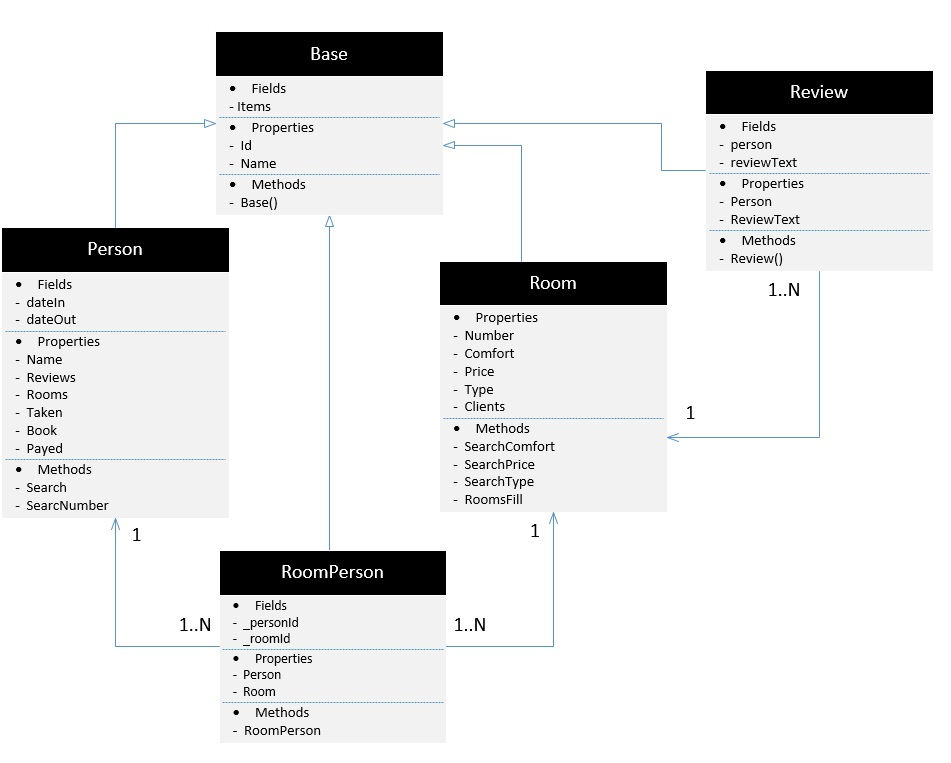 Base
• Fields
- Items
• Properties
- Id
- Name
• Methods
- Base()
Review
• Fields
- person
- reviewText
• Properties
- Person
- ReviewText
• Methods
- Review()
1..N
Person
• Fields
- dateIn
- dateOut
• Properties
- Name
- Reviews
- Rooms
- Taken
- Book
- Payed
• Methods
- Search
- SearcNumber
1
Room
• Properties
- Number
- Comfort
- Price
- Type
- Clients
• Methods
- SearchComfort
- SearchPrice
- SearchType
- RoomsFill
1
1
RoomPerson
• Fields
- _personId
- _roomId
• Properties
- Person
- Room
• Methods
- RoomPerson
1..N
1..N